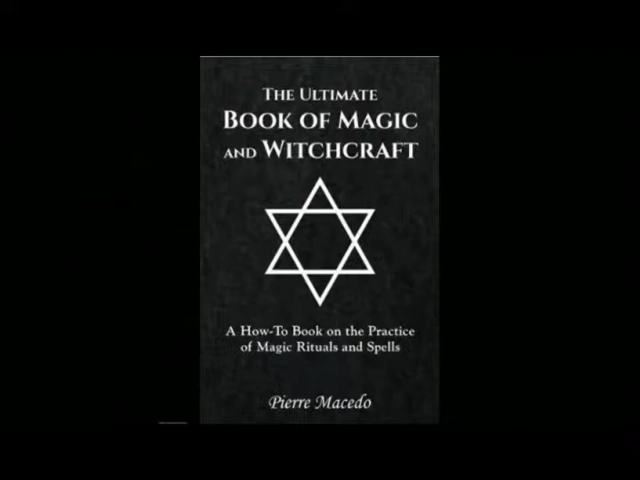 The Ultimate
Book of Magic
and Witchcraft
A How-To Book on the Practice
of Magic Rituals and Spells
Pierre Macedo